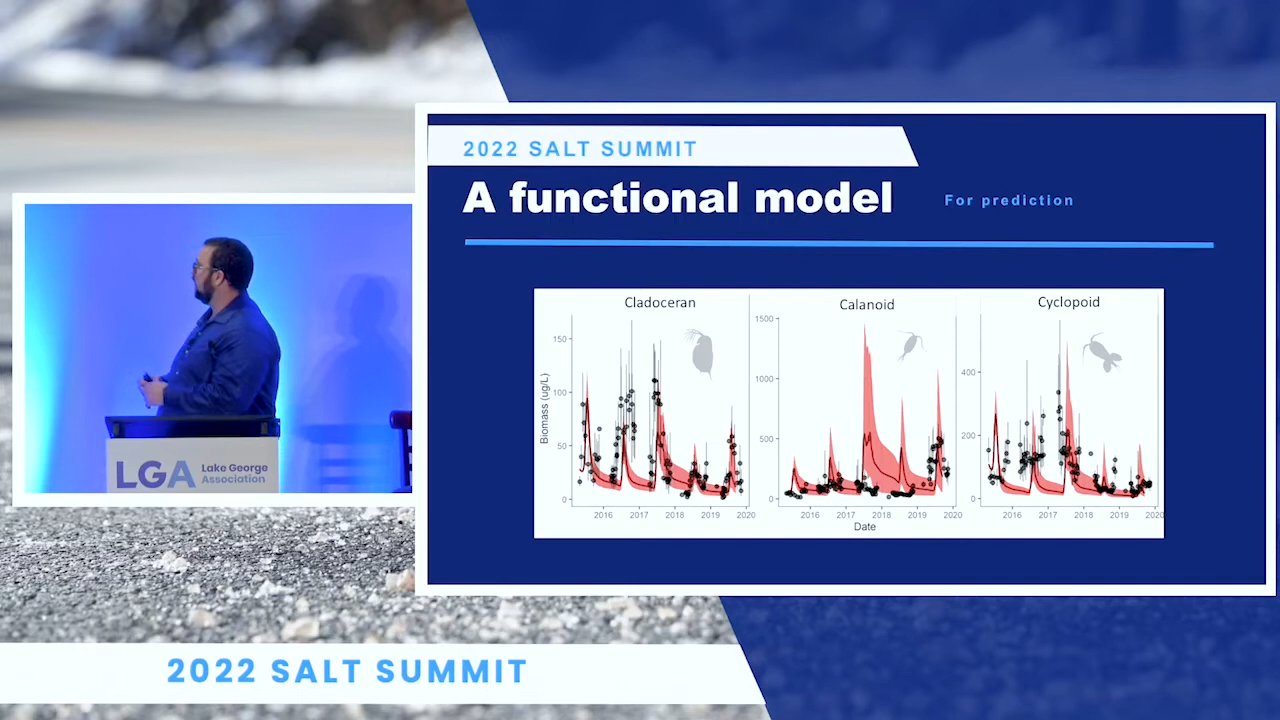 2022 SALT SUMMIT
A functional model
For prediction
Cladoceran
Calanoid
Cyclopoid
Biomass (ug/L)
150
100
50
0
2016 2017 2018 2019 2020
1500
1000
500
0
2016 2017 2018 2019 2020
400
200
0
2016 2017 2018 2019 2020
Date
LGA
Lake George
Association
2022 SALT SUMMIT